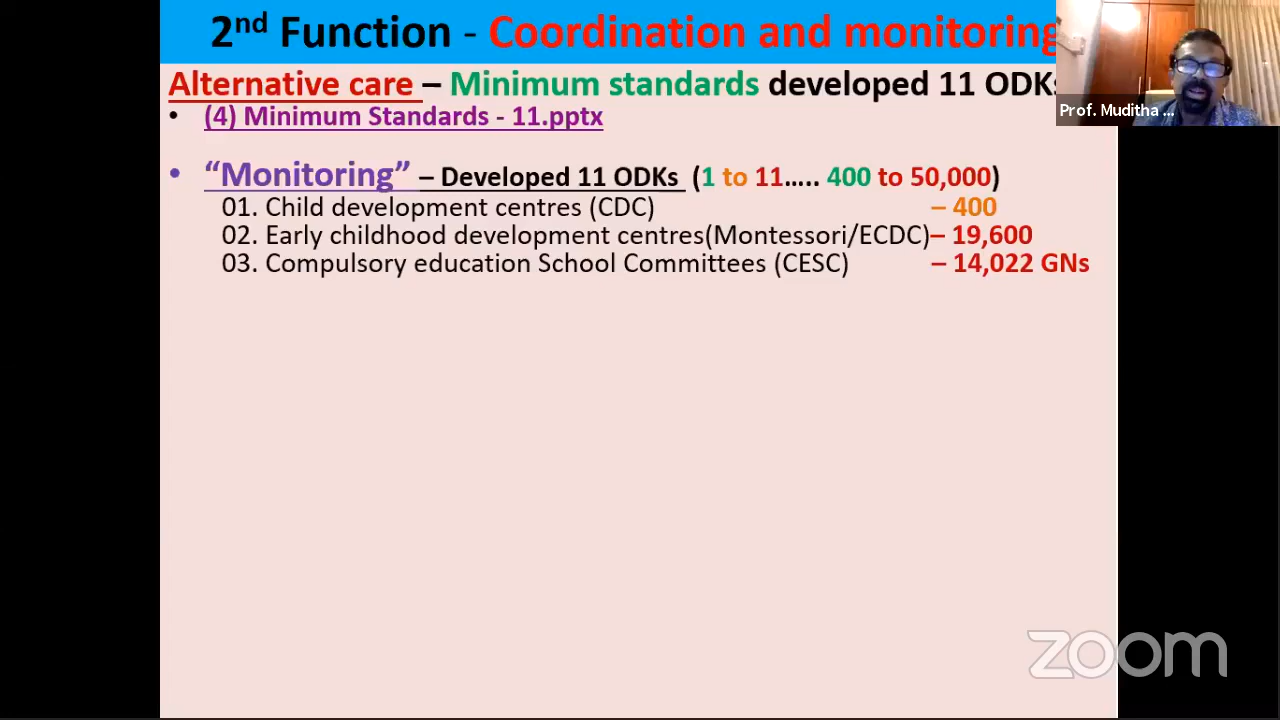 2nd Function - Coordination and monitoring
Alternative care – Minimum standards developed 11 ODKs
• (4) Minimum Standards - 11.pptx
• “Monitoring” – Developed 11 ODKs (1 to 11..... 400 to 50,000)
01. Child development centres (CDC) – 400
02. Early childhood development centres(Montessori/ECDC)– 19,600
03. Compulsory education School Committees (CESC) – 14,022 GNs
Prof. Muditha ...
zoom